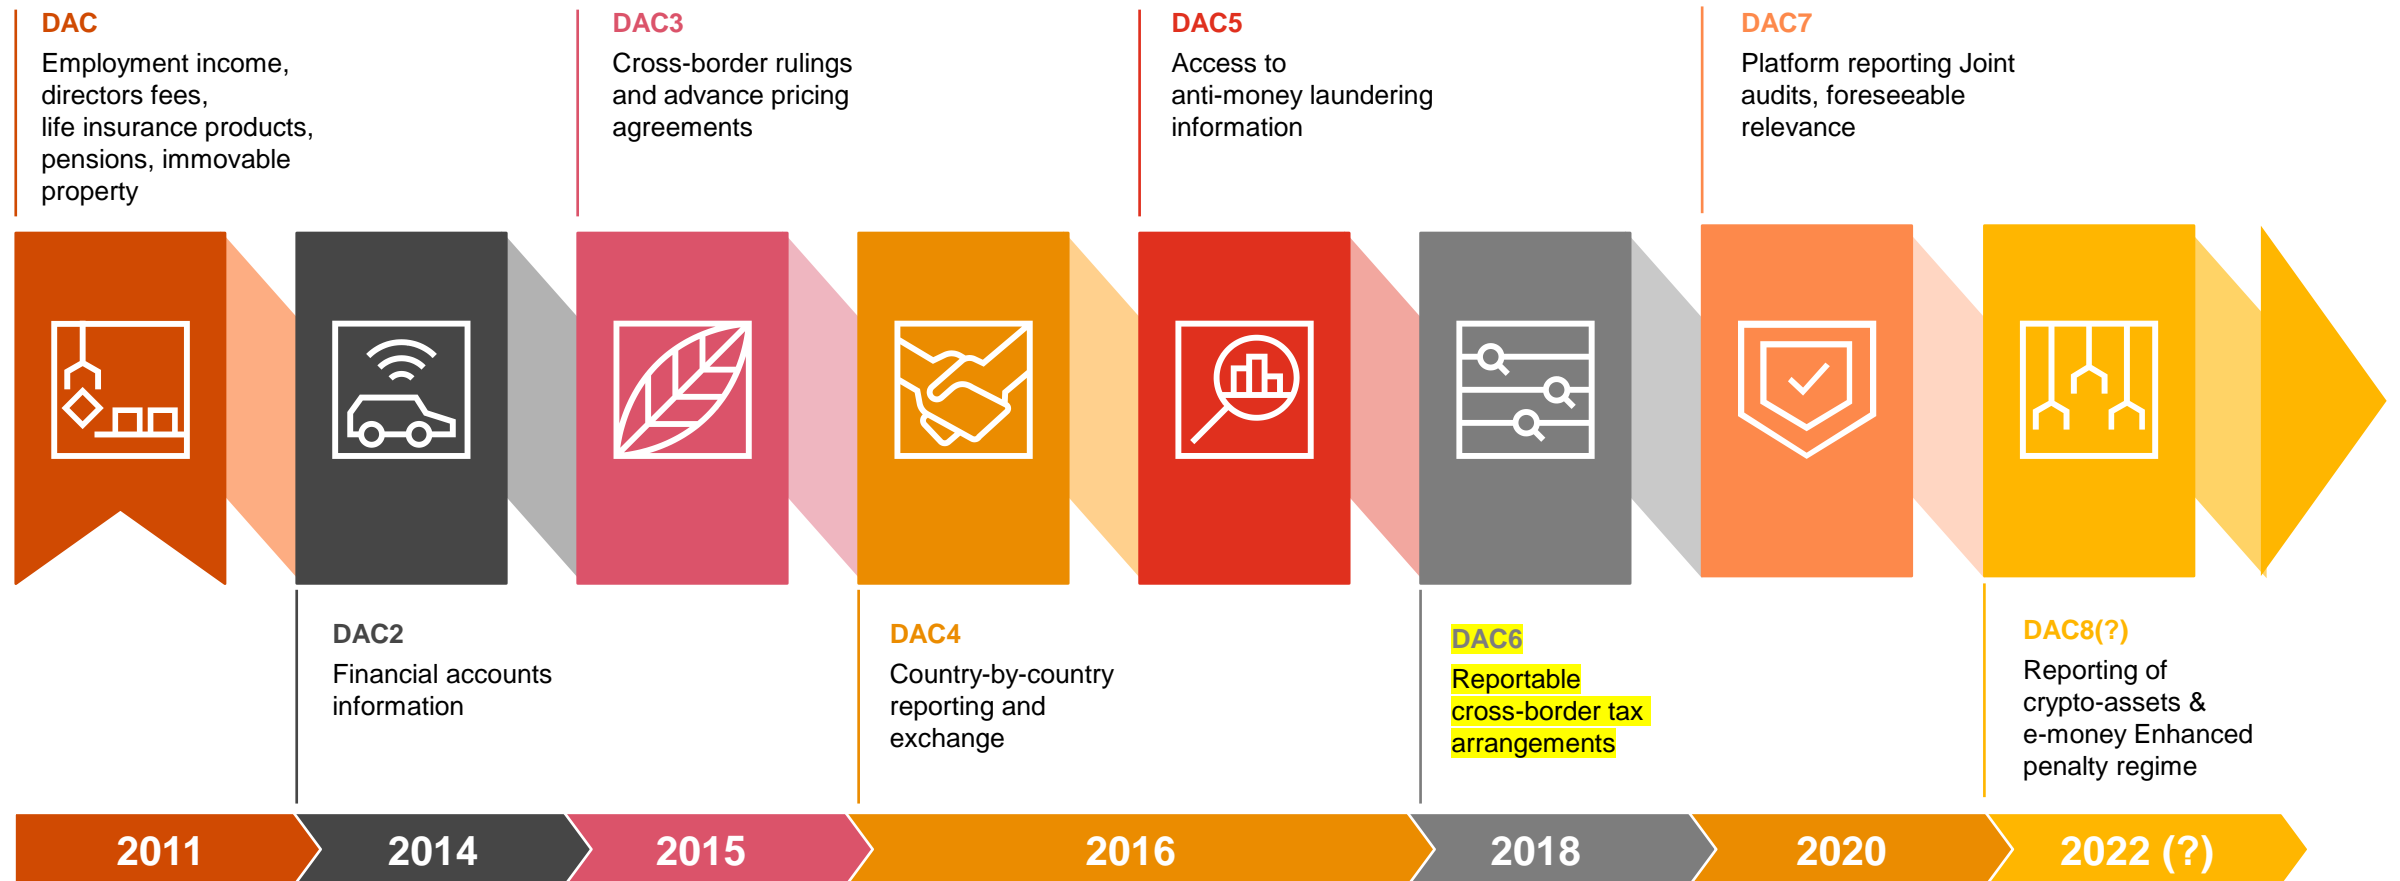 DAC
Employment income,
directors fees,
life insurance products,
pensions, immovable
property
DAC3
Cross-border rulings
and advance pricing
agreements
DAC5
Access to
anti-money laundering
information
DAC7
Platform reporting Joint
audits, foreseeable
relevance
DAC2
Financial accounts
information
DAC4
Country-by-country
reporting and
exchange
DAC6
Reportable
cross-border tax
arrangements
DAC8(?)
Reporting of
crypto-assets &
e-money Enhanced
penalty regime
2011
2014
2015
2016
2018
2020
2022 (?)